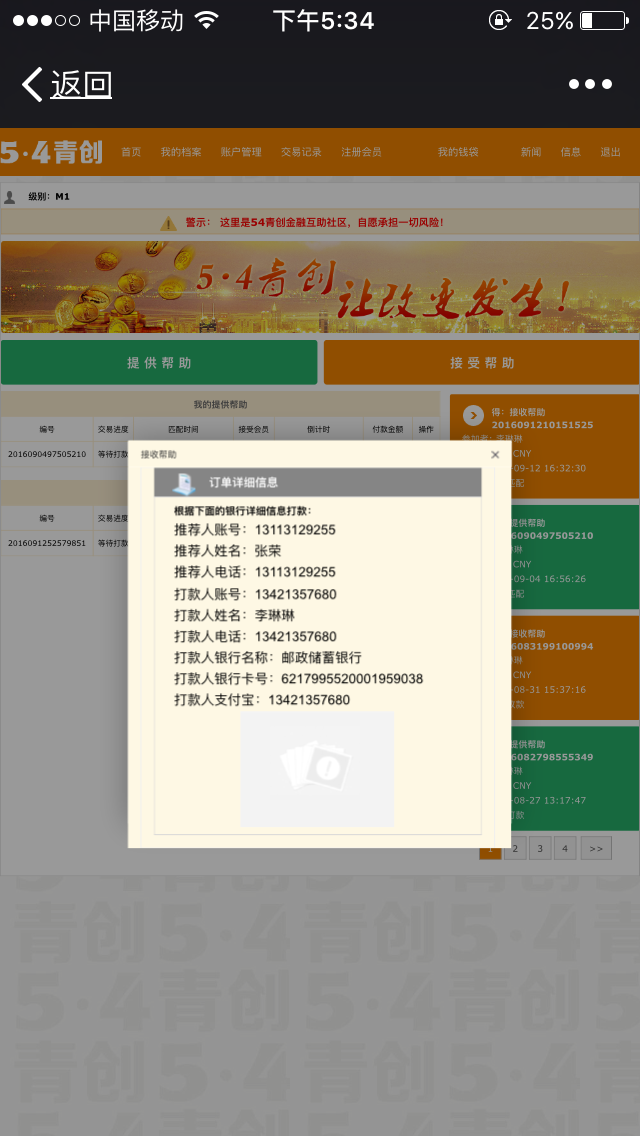 中国移动 下午5:34 25%
返回
5·4青创 首页 我的档案 账户管理 交易记录 注册会员 我的钱袋 新闻 信息 退出
级别：M1
警示： 这里是54青创金融互助社区，自愿承担一切风险！
5·4青创 让改变发生！
提供帮助 接受帮助
我的提供帮助
编号 交易进度 匹配时间 接受会员 倒计时 付款金额 操作
2016090497505210 等待打款
编号 交易进度
2016091252579851 等待打款
得：接收帮助
2016091210151525
参加者：李琳琳
CNY
-09-12 16:32:30
匹配
提供帮助
6090497505210
琳
CNY
-09-04 16:56:26
匹配
接收帮助
6083199100994
琳
CNY
-08-31 15:37:16
收款
提供帮助
6082798555349
琳
CNY
-08-27 13:17:47
打款
1 2 3 4 >>
接收帮助 ×
订单详细信息
根据下面的银行详细信息打款：
推荐人账号：13113129255
推荐人姓名：张荣
推荐人电话：13113129255
打款人账号：13421357680
打款人姓名：李琳琳
打款人电话：13421357680
打款人银行名称：邮政储蓄银行
打款人银行卡号：6217995520001959038
打款人支付宝：13421357680
5·4青创 5·4青创 5·4青创